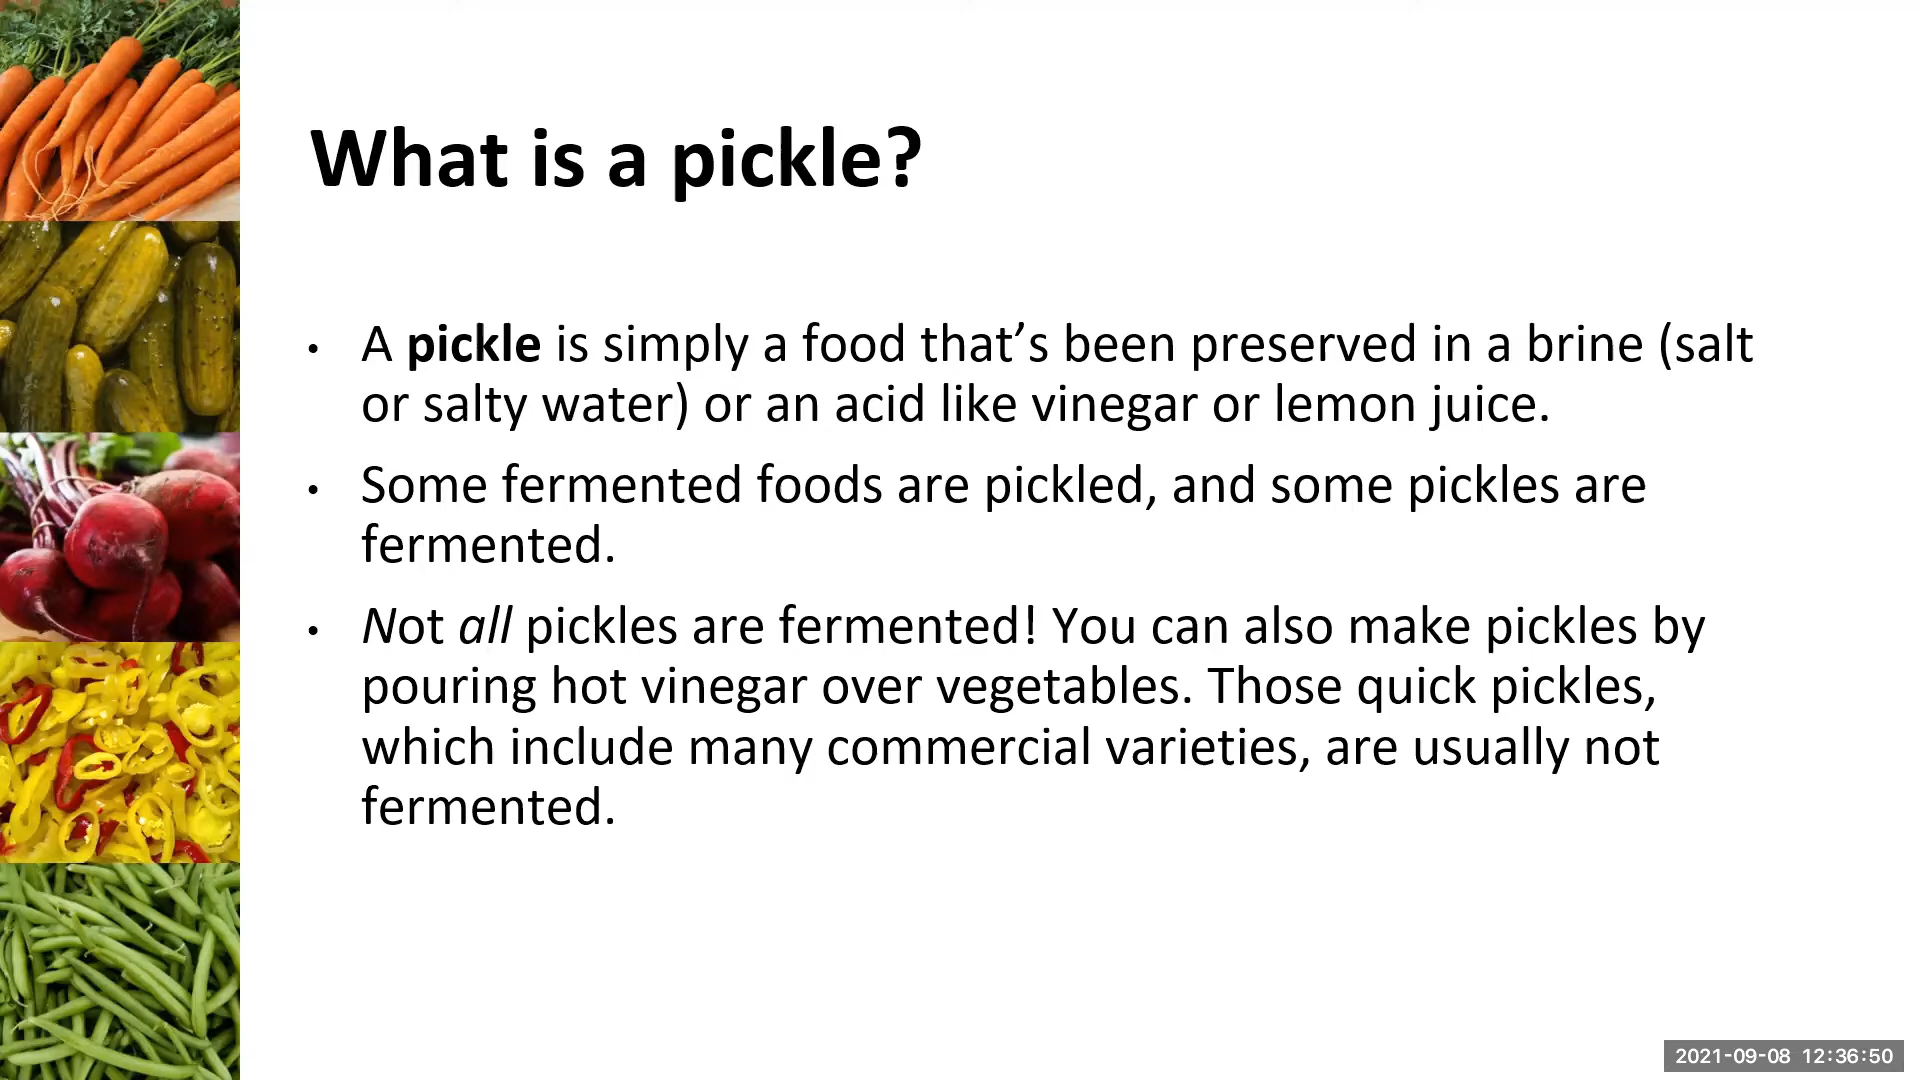 What is a pickle?
• A pickle is simply a food that’s been preserved in a brine (salt
or salty water) or an acid like vinegar or lemon juice.
• Some fermented foods are pickled, and some pickles are
fermented.
• Not all pickles are fermented! You can also make pickles by
pouring hot vinegar over vegetables. Those quick pickles,
which include many commercial varieties, are usually not
fermented.
2021-09-08 12:36:50